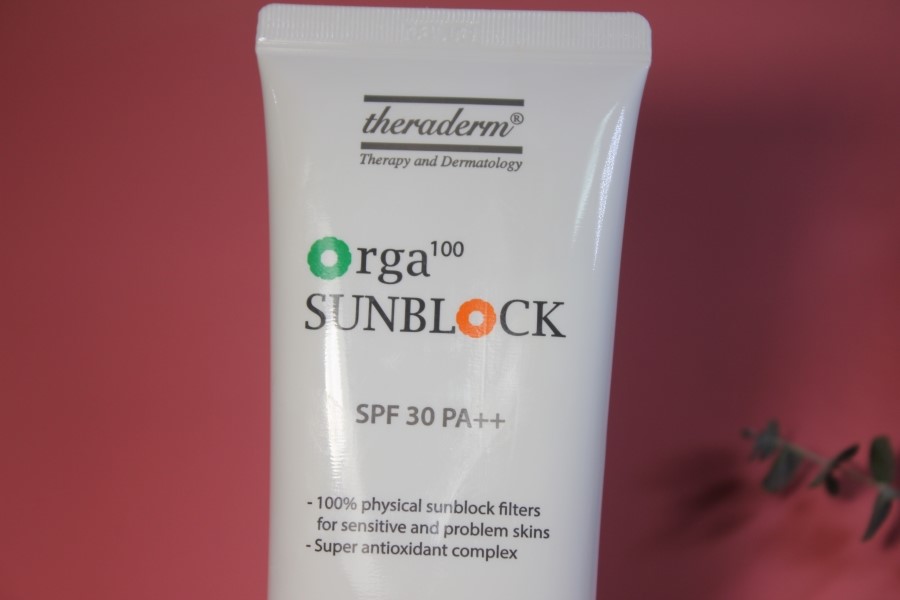 theraderm®
Therapy and Dermatology
Orga100
SUNBLOCK
SPF 30 PA++
- 100% physical sunblock filters
for sensitive and problem skins
- Super antioxidant complex